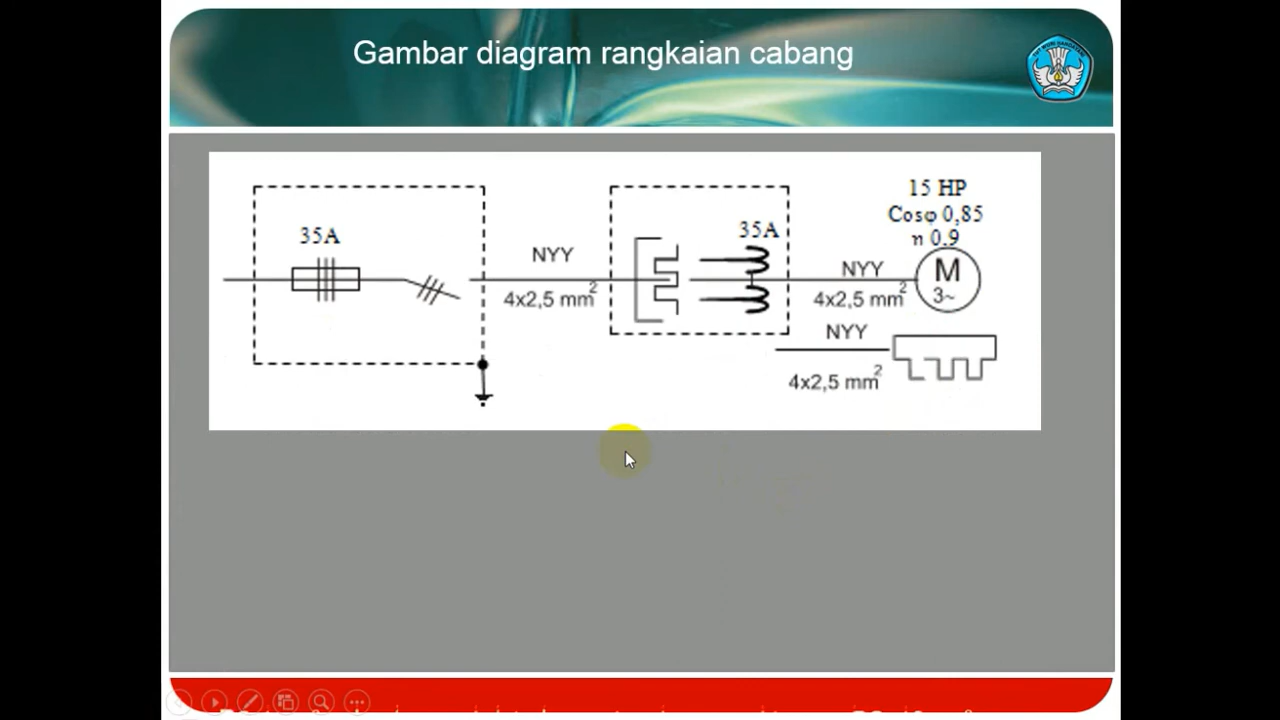 Gambar diagram rangkaian cabang
35A
NYY
4x2,5 mm²
35A
15 HP
Cosφ 0,85
η 0,9
NYY
4x2,5 mm²
M
3~
NYY
4x2,5 mm²